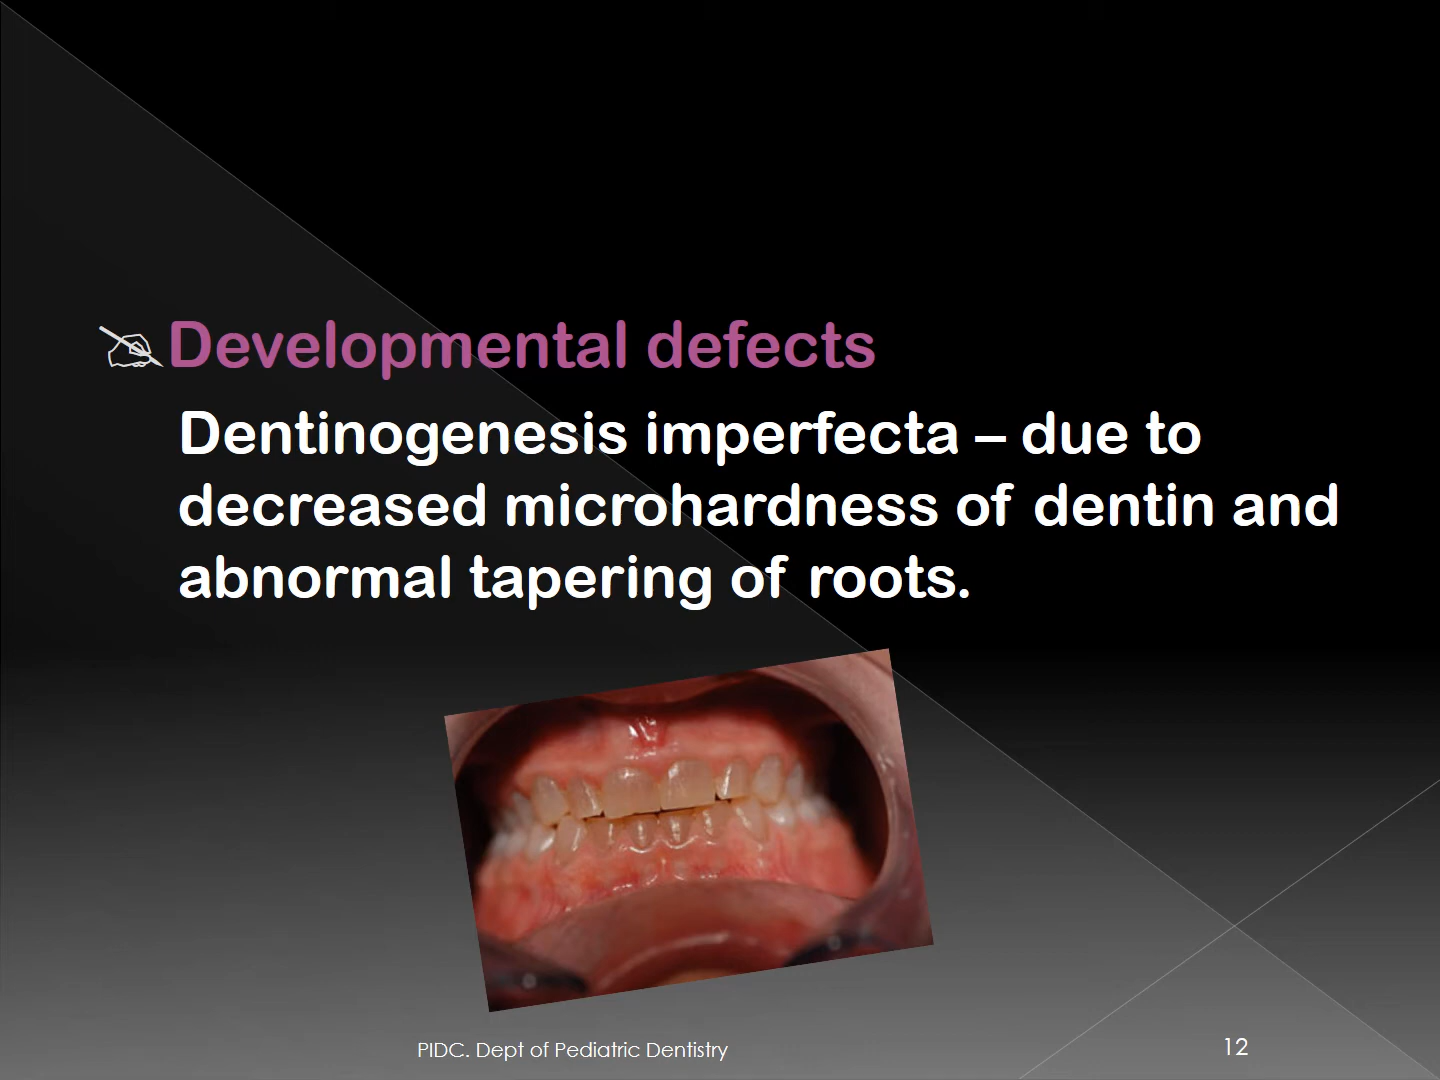 Developmental defects
Dentinogenesis imperfecta – due to
decreased microhardness of dentin and
abnormal tapering of roots.
PIDC. Dept of Pediatric Dentistry
12